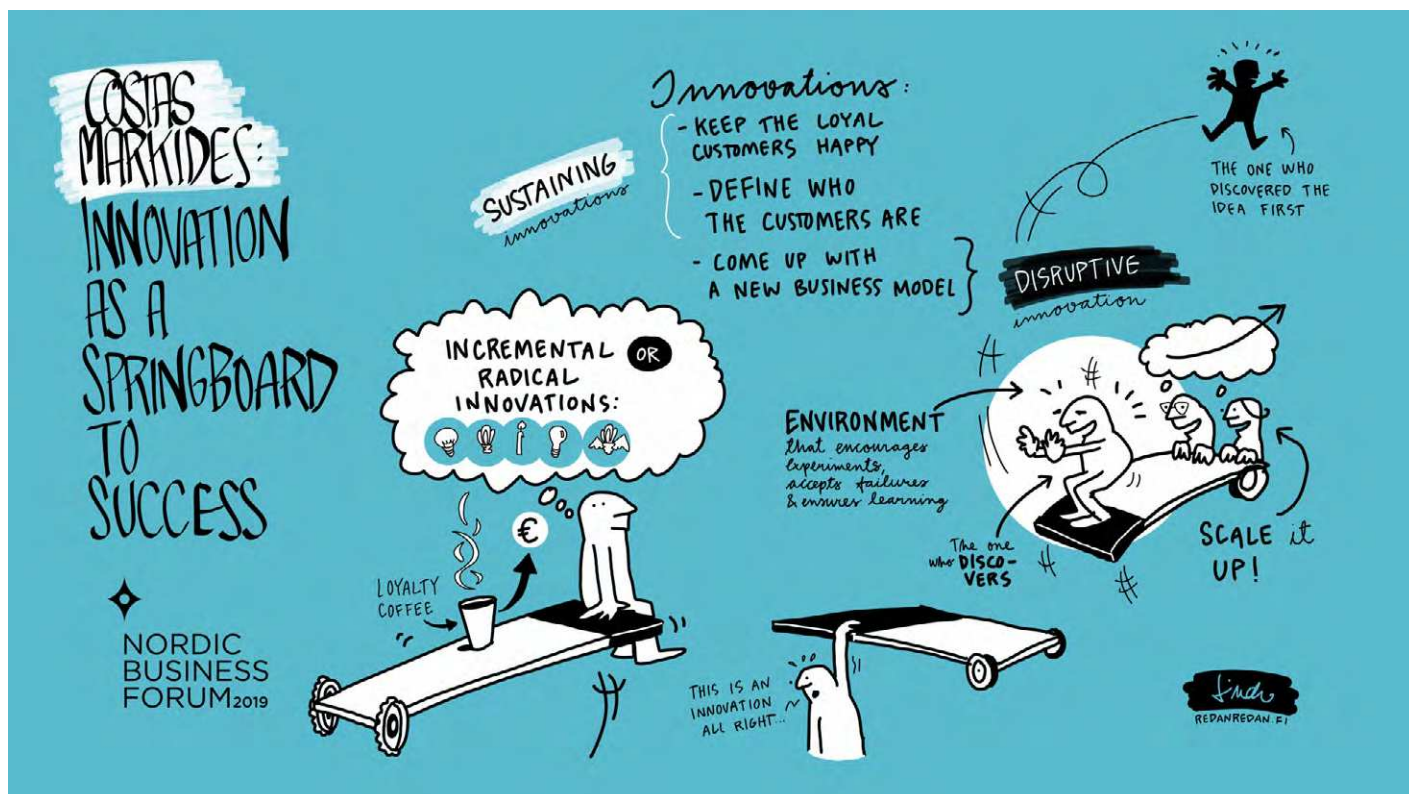 COSTAS
MARKIDES:
INNOVATION
AS A
SPRINGBOARD
TO
SUCCESS
NORDIC
BUSINESS
FORUM2019
Innovations:
- KEEP THE LOYAL
CUSTOMERS HAPPY
- DEFINE WHO
THE CUSTOMERS ARE
- COME UP WITH
A NEW BUSINESS MODEL
SUSTAINING
innovations
DISRUPTIVE
innovation
THE ONE WHO
DISCOVERED THE
IDEA FIRST
INCREMENTAL OR
RADICAL
INNOVATIONS:
€
LOYALTY
COFFEE
ENVIRONMENT
that encourages
experiments,
accepts failures
& ensures learning
The one
who DISCO-
VERS
SCALE it
UP!
THIS IS AN
INNOVATION
ALL RIGHT...
REDANREDAN.FI